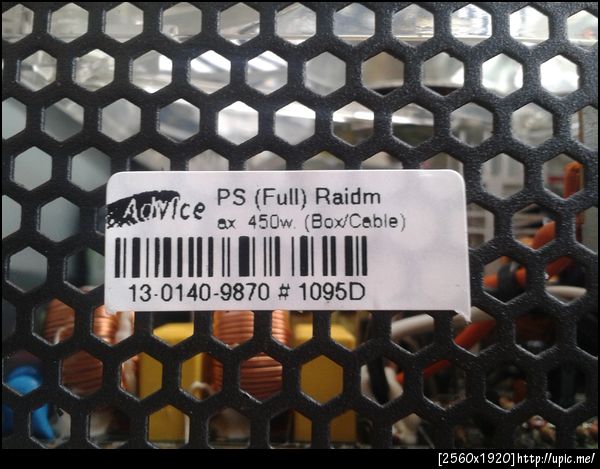 Advice
PS (Full) Raidm
ax 450w. (Box/Cable)
13-0140-9870 # 1095D
[2560x1920]http://upic.me/